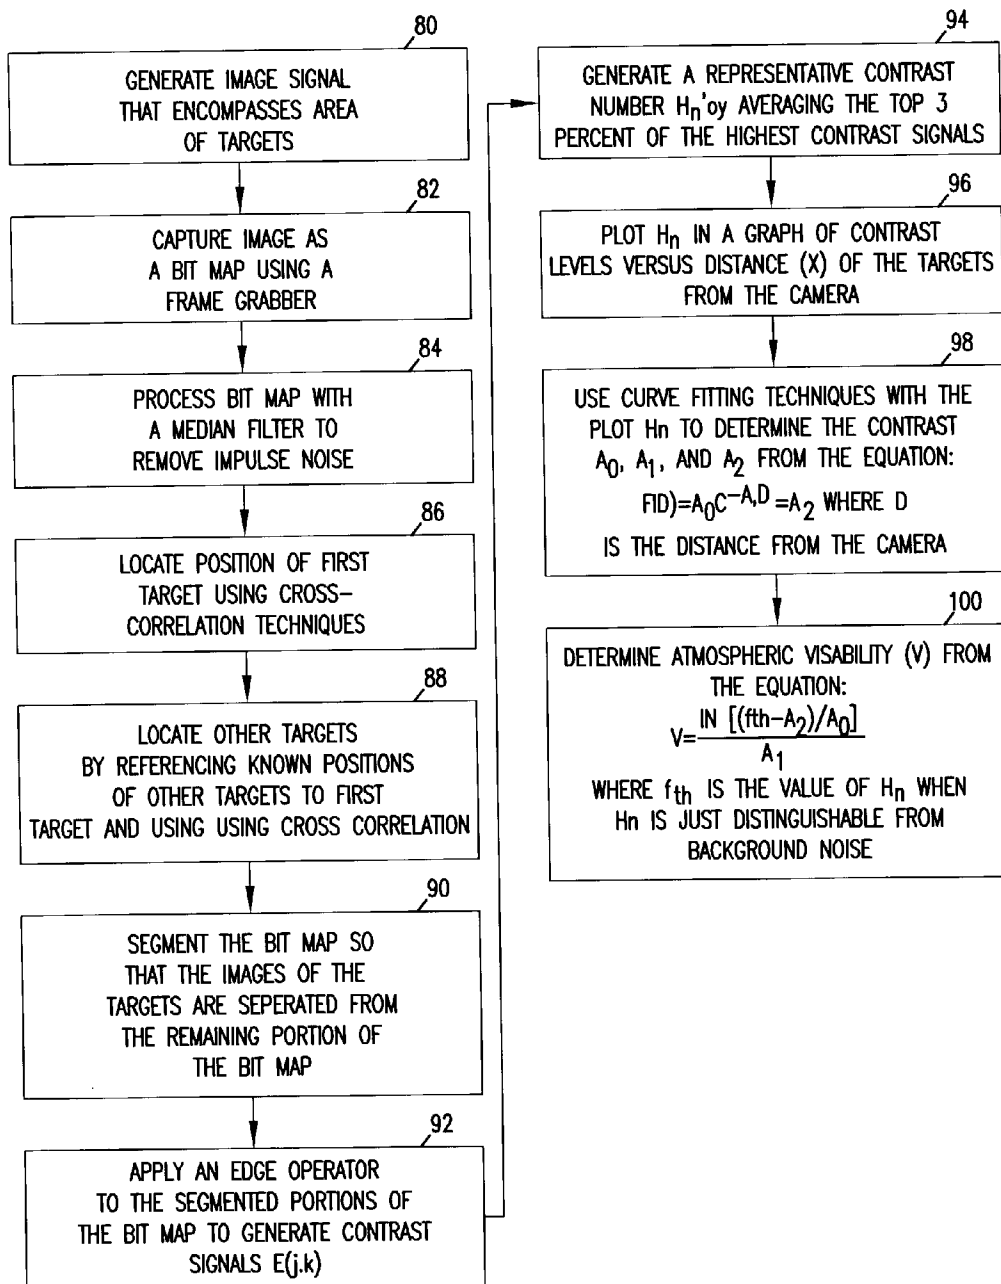 80
GENERATE IMAGE SIGNAL
THAT ENCOMPASSES AREA
OF TARGETS
82
CAPTURE IMAGE AS
A BIT MAP USING A
FRAME GRABBER
84
PROCESS BIT MAP WITH
A MEDIAN FILTER TO
REMOVE IMPULSE NOISE
86
LOCATE POSITION OF FIRST
TARGET USING CROSS-
CORRELATION TECHNIQUES
88
LOCATE OTHER TARGETS
BY REFERENCING KNOWN POSITIONS
OF OTHER TARGETS TO FIRST
TARGET AND USING USING CROSS CORRELATION
90
SEGMENT THE BIT MAP SO
THAT THE IMAGES OF THE
TARGETS ARE SEPERATED FROM
THE REMAINING PORTION OF
THE BIT MAP
92
APPLY AN EDGE OPERATOR
TO THE SEGMENTED PORTIONS OF
THE BIT MAP TO GENERATE CONTRAST
SIGNALS E(j.k)
94
GENERATE A REPRESENTATIVE CONTRAST
NUMBER Hn'oy AVERAGING THE TOP 3
PERCENT OF THE HIGHEST CONTRAST SIGNALS
96
PLOT Hn IN A GRAPH OF CONTRAST
LEVELS VERSUS DISTANCE (X) OF THE TARGETS
FROM THE CAMERA
98
USE CURVE FITTING TECHNIQUES WITH THE
PLOT Hn TO DETERMINE THE CONTRAST
A0, A1, AND A2 FROM THE EQUATION:
FID)=A0C-A,D=A2 WHERE D
IS THE DISTANCE FROM THE CAMERA
100
DETERMINE ATMOSPHERIC VISABILITY (V) FROM
THE EQUATION:
V=IN [(fth-A2)/A0]
A1
WHERE fth IS THE VALUE OF Hn WHEN
Hn IS JUST DISTINGUISHABLE FROM
BACKGROUND NOISE